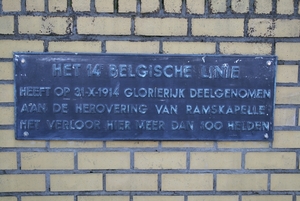 HET 14 BELGISCHE LINIE
HEEFT OP 31-X-1914 GLORIERIJK DEELGENOMEN
AAN DE HEROVERING VAN RAMSKAPELLE.
HET VERLOOR HIER MEER DAN 100 HELDEN